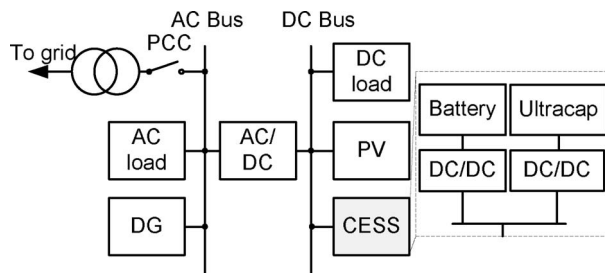 AC Bus
DC Bus
PCC
To grid
DC
load
Battery
Ultracap
AC
load
AC/
DC
PV
DC/DC
DC/DC
DG
CESS